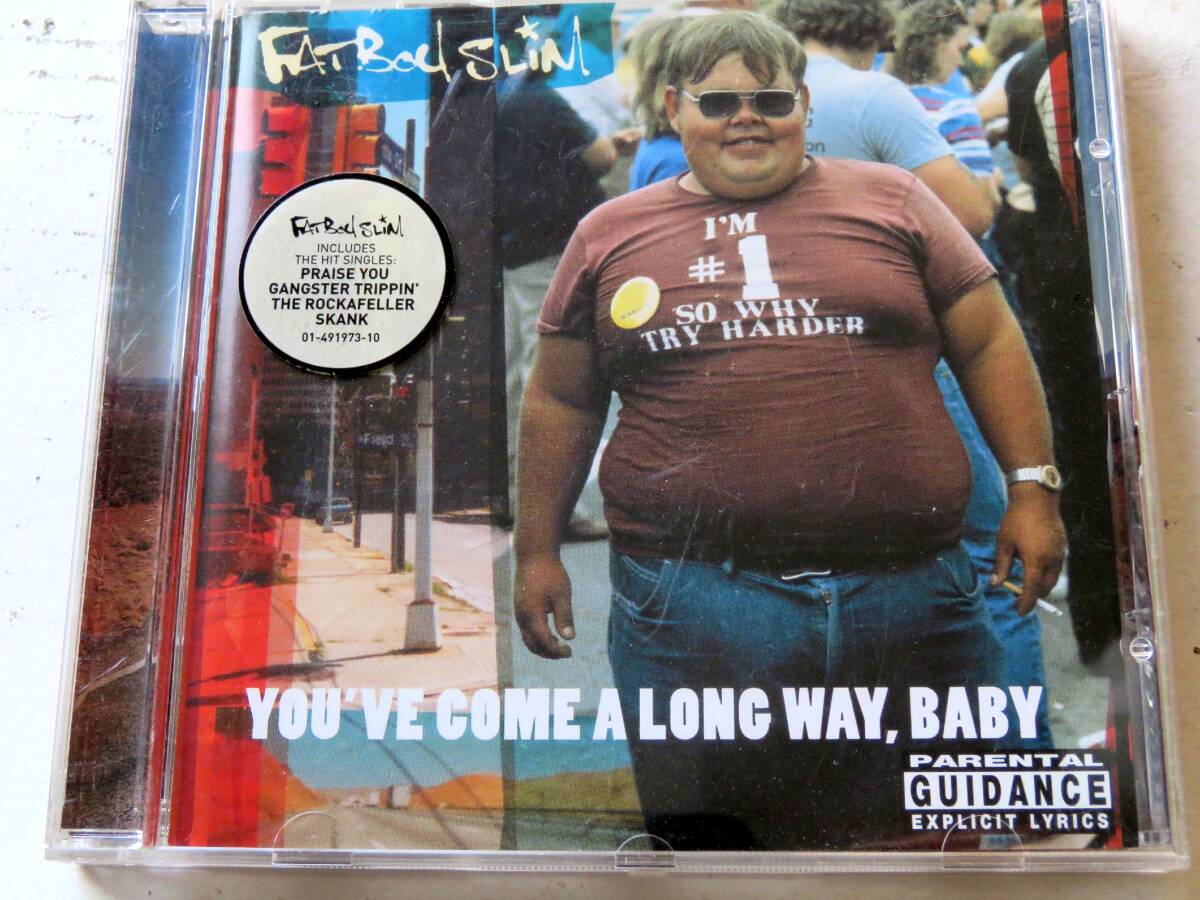 FATBOY SLIM
FATBOY SLIM
INCLUDES
THE HIT SINGLES:
PRAISE YOU
GANGSTER TRIPPIN'
THE ROCKAFELLER
SKANK
01-491973-10
I'M
#1
SO WHY
TRY HARDER
Field
YOU'VE COME A LONG WAY, BABY
PARENTAL
GUIDANCE
EXPLICIT LYRICS